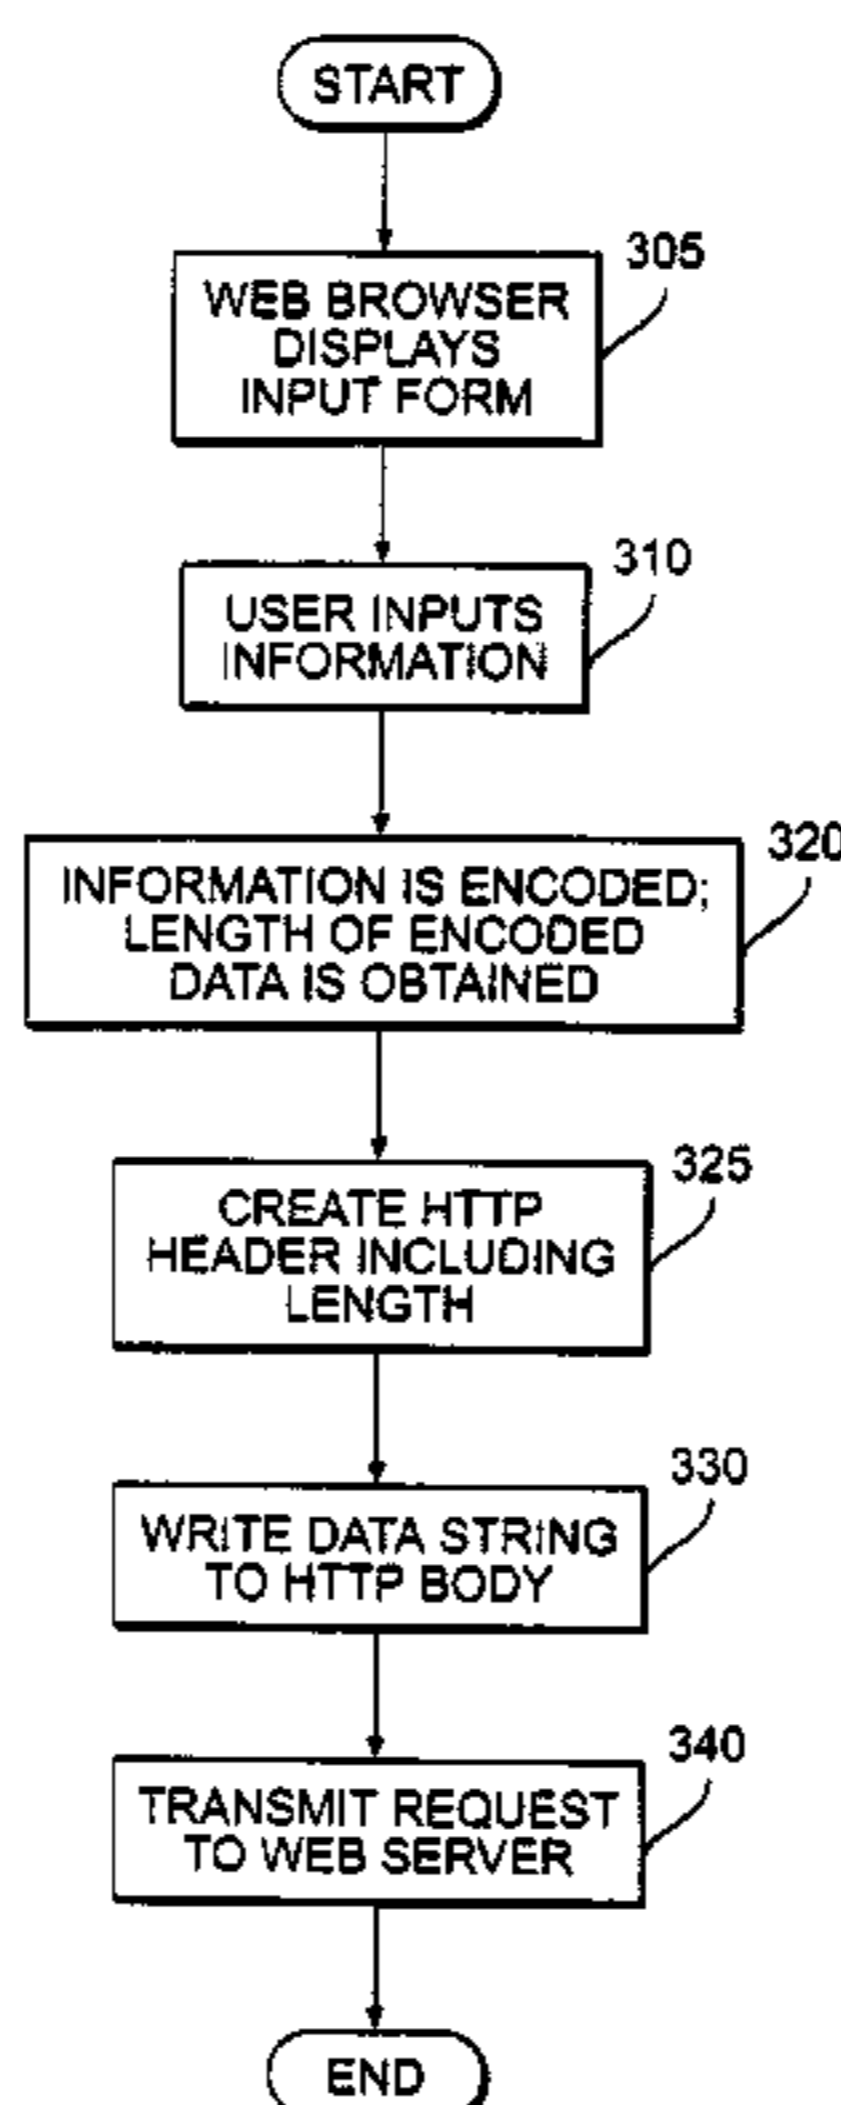 START
305
WEB BROWSER
DISPLAYS
INPUT FORM
310
USER INPUTS
INFORMATION
320
INFORMATION IS ENCODED;
LENGTH OF ENCODED
DATA IS OBTAINED
325
CREATE HTTP
HEADER INCLUDING
LENGTH
330
WRITE DATA STRING
TO HTTP BODY
340
TRANSMIT REQUEST
TO WEB SERVER
END